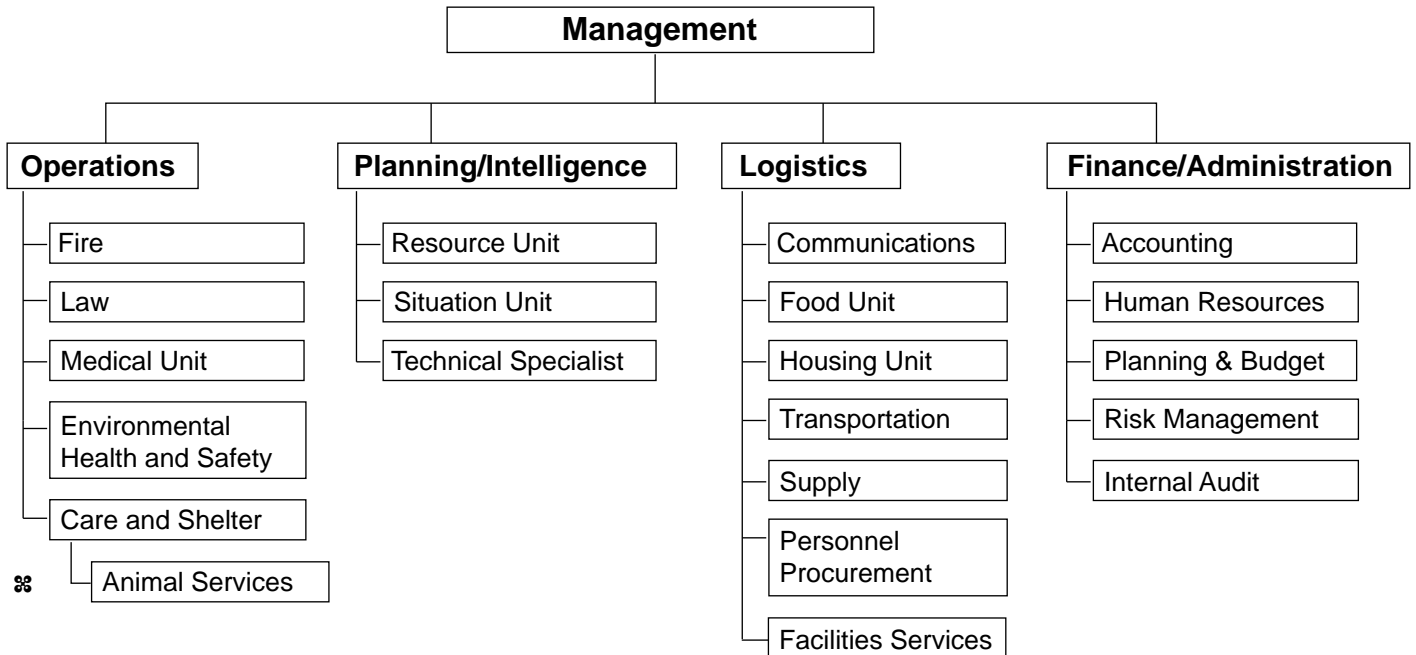 Management
Operations
Fire
Law
Medical Unit
Environmental
Health and Safety
Care and Shelter
Animal Services
Planning/Intelligence
Resource Unit
Situation Unit
Technical Specialist
Logistics
Communications
Food Unit
Housing Unit
Transportation
Supply
Personnel
Procurement
Facilities Services
Finance/Administration
Accounting
Human Resources
Planning & Budget
Risk Management
Internal Audit